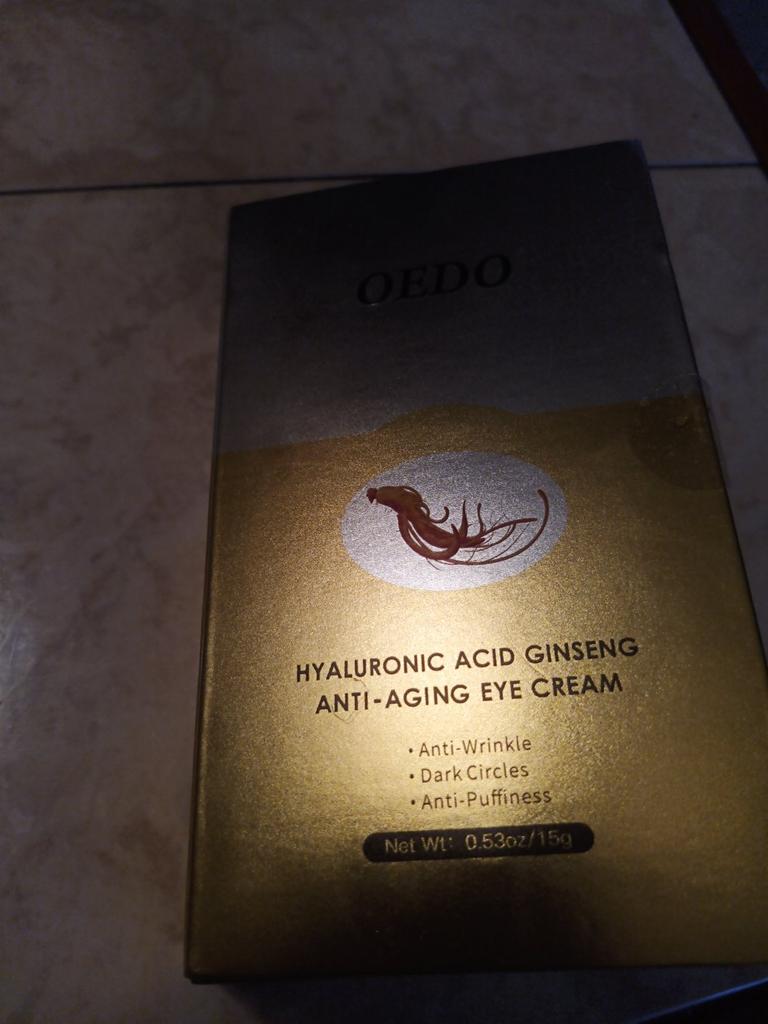 OEDO
HYALURONIC ACID GINSENG
ANTI-AGING EYE CREAM
• Anti-Wrinkle
• Dark Circles
• Anti-Puffiness
Net Wt: 0.53oz/15g